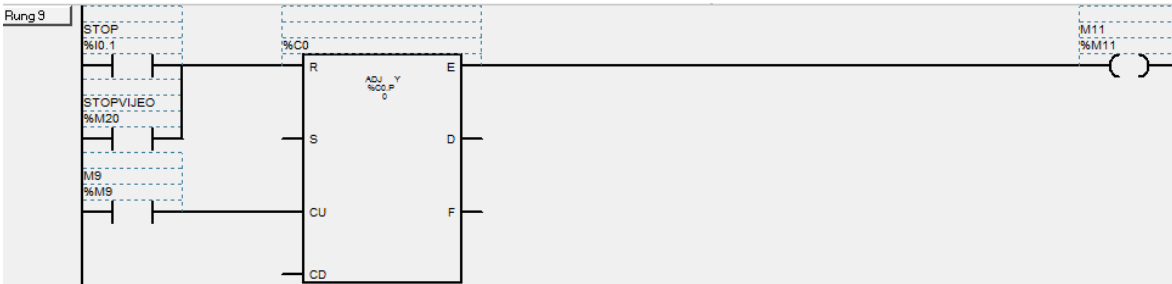 Rung 9
STOP
%I0.1
%C0
M11
%M11
R
E
ADJ Y
%C0.P
0
STOPVIJEO
%M20
S
D
M9
%M9
CU
F
CD